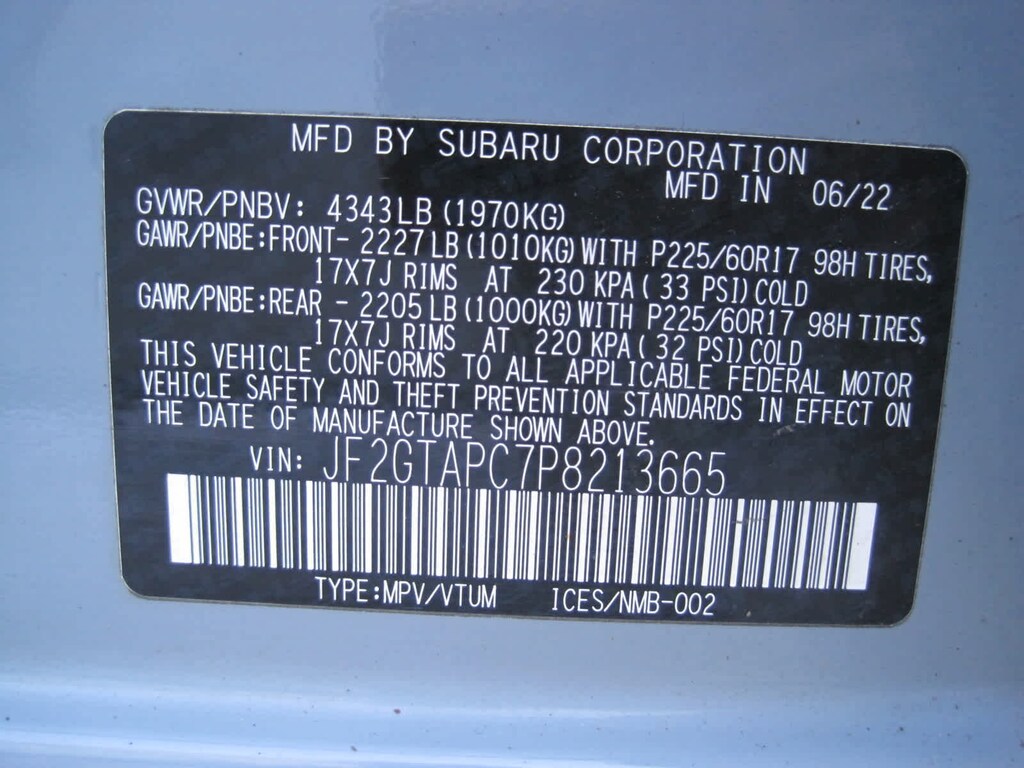 MFD BY SUBARU CORPORATION
MFD IN 06/22
GVWR/PNBV: 4343LB (1970KG)
GAWR/PNBE:FRONT- 2227LB (1010KG) WITH P225/60R17 98H TIRES,
17X7J RIMS AT 230 KPA ( 33 PSI) COLD
GAWR/PNBE:REAR - 2205LB (1000KG) WITH P225/60R17 98H TIRES,
17X7J RIMS AT 220 KPA ( 32 PSI) COLD
THIS VEHICLE CONFORMS TO ALL APPLICABLE FEDERAL MOTOR
VEHICLE SAFETY AND THEFT PREVENTION STANDARDS IN EFFECT ON
THE DATE OF MANUFACTURE SHOWN ABOVE.
VIN: JF2GTAPC7P8213665
TYPE:MPV/VTUM ICES/NMB-002